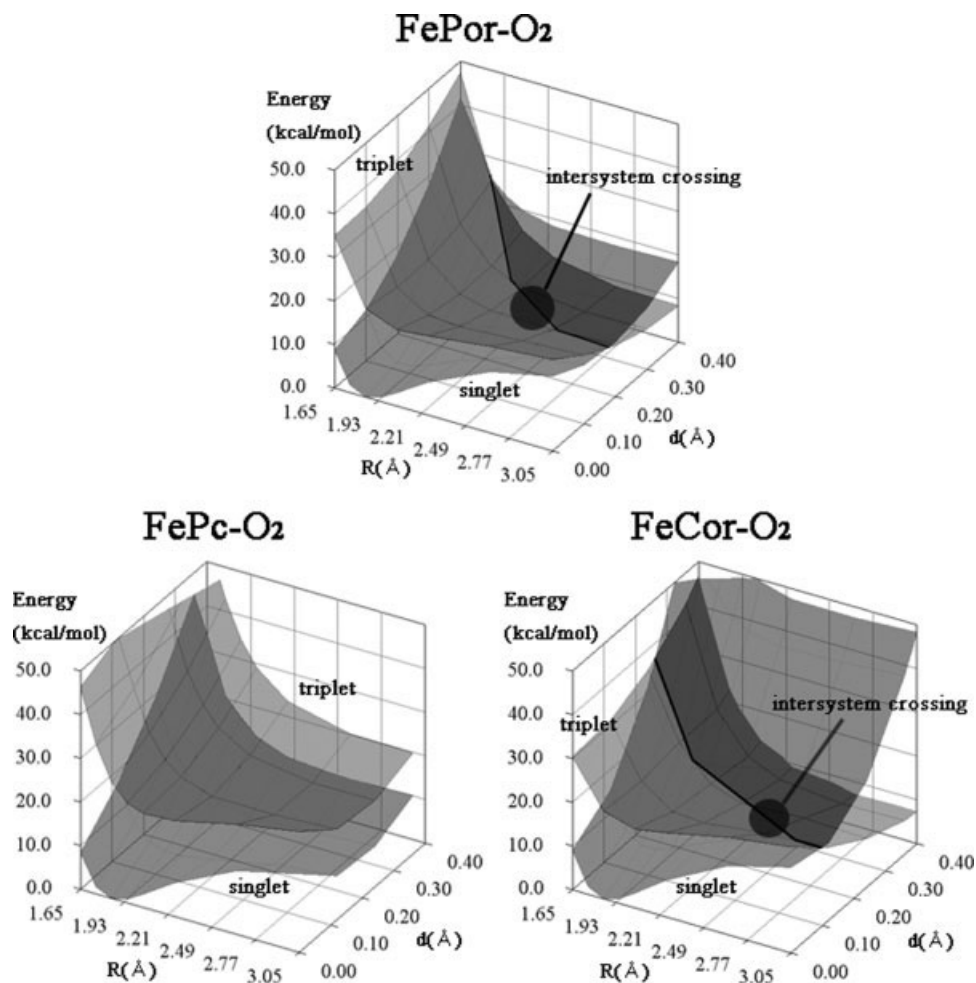 FePor-O₂
Energy
(kcal/mol)
50.0
triplet
intersystem crossing
40.0
30.0
20.0
10.0
0.0
singlet
1.65
1.93
2.21
2.49
2.77
3.05
R(Å)
0.00
0.10
0.20
0.30
0.40
d(Å)
FePc-O₂
Energy
(kcal/mol)
50.0
40.0
30.0
20.0
10.0
0.0
triplet
singlet
1.65
1.93
2.21
2.49
2.77
3.05
R(Å)
0.00
0.10
0.20
0.30
0.40
d(Å)
FeCor-O₂
Energy
(kcal/mol)
50.0
40.0
30.0
20.0
10.0
0.0
triplet
intersystem crossing
singlet
1.65
1.93
2.21
2.49
2.77
3.05
R(Å)
0.00
0.10
0.20
0.30
0.40
d(Å)